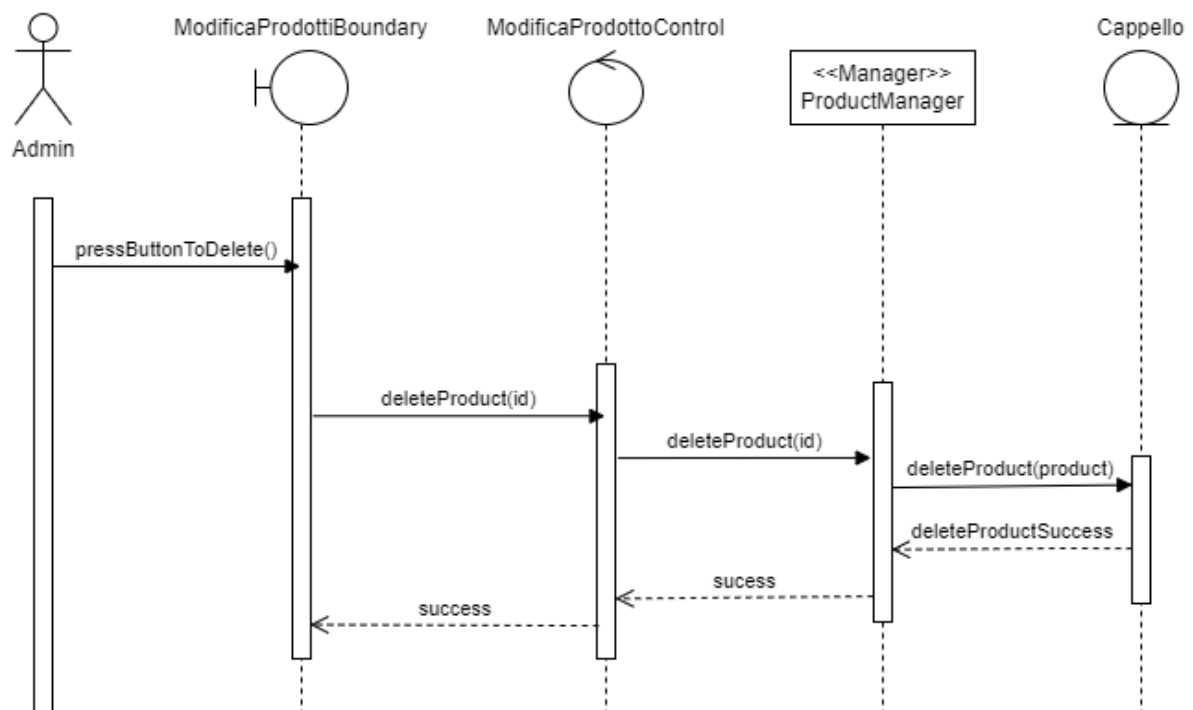 ModificaProdottiBoundary
ModificaProdottoControl
Cappello
<<Manager>>
ProductManager
Admin
pressButtonToDelete()
deleteProduct(id)
deleteProduct(id)
deleteProduct(product)
deleteProductSuccess
sucess
success